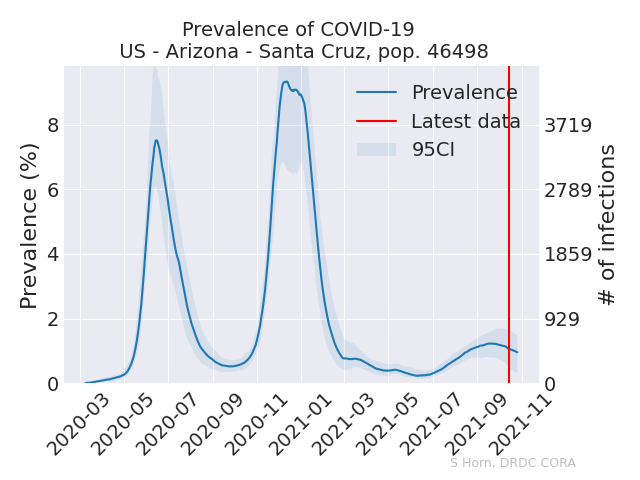 Prevalence of COVID-19
US - Arizona - Santa Cruz, pop. 46498
Prevalence
Latest data
95CI
Prevalence (%)
8
6
4
2
0
3719
2789
1859
929
0
# of infections
2020-03
2020-05
2020-07
2020-09
2020-11
2021-01
2021-03
2021-05
2021-07
2021-09
2021-11
S Horn, DRDC CORA